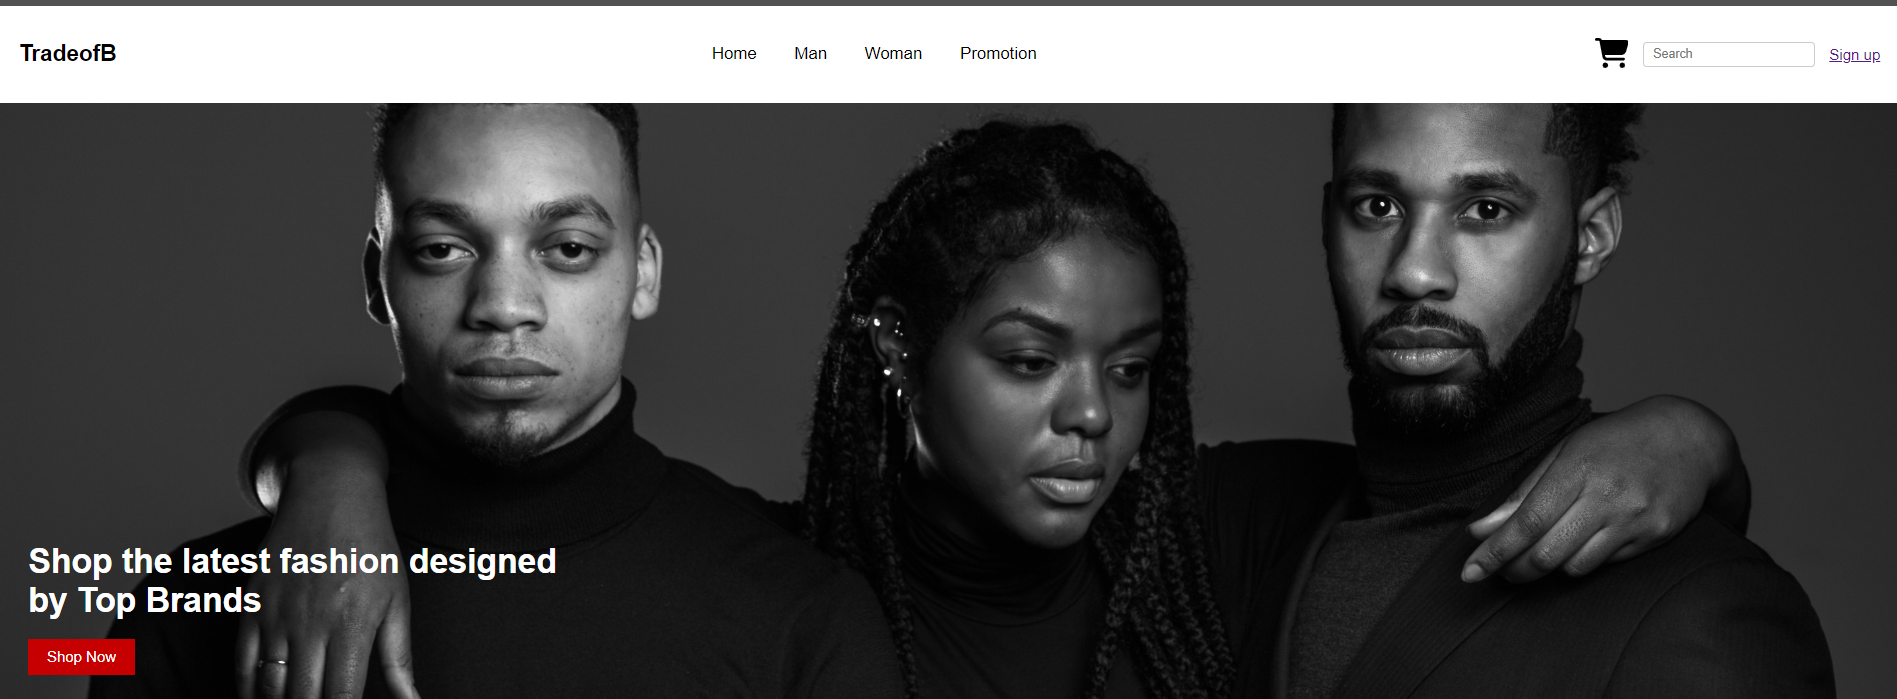 TradeofB
Home Man Woman Promotion
Search
Sign up
Shop the latest fashion designed
by Top Brands
Shop Now